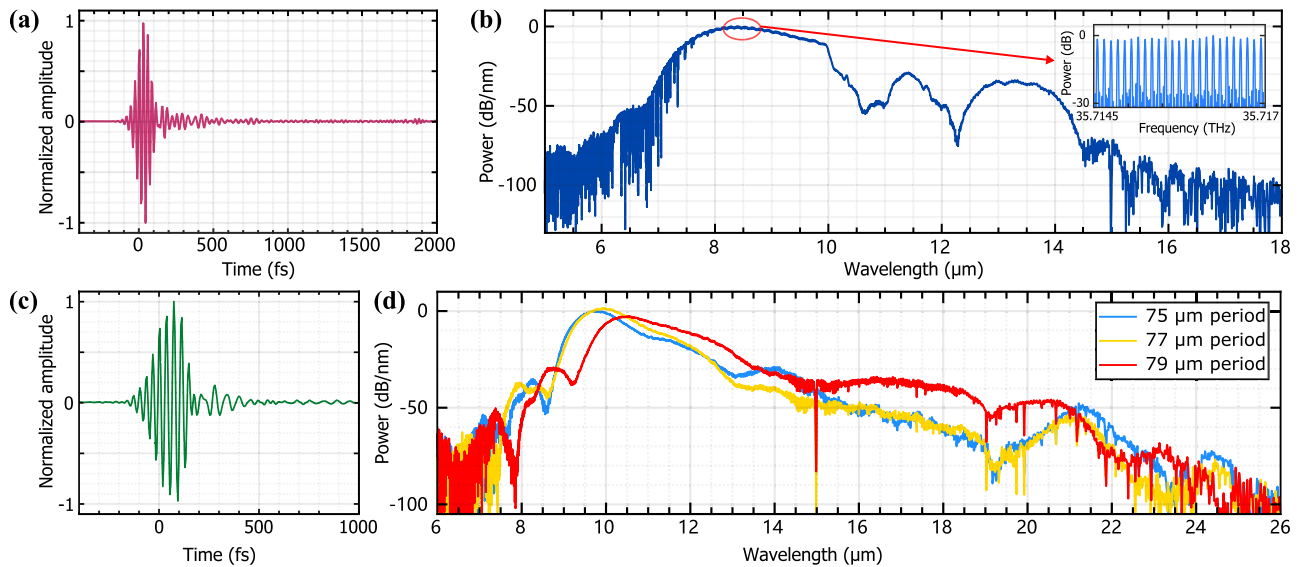 (a)
Normalized amplitude
1
0
-1
0 500 1000 1500 2000
Time (fs)
(b)
Power (dB/nm)
0
-50
-100
6 8 10 12 14 16 18
Wavelength (µm)
Power (dB)
0
-30
35.7145 35.717
Frequency (THz)
(c)
Normalized amplitude
1
0
-1
0 500 1000
Time (fs)
(d)
Power (dB/nm)
0
-50
-100
6 8 10 12 14 16 18 20 22 24 26
Wavelength (µm)
75 µm period
77 µm period
79 µm period